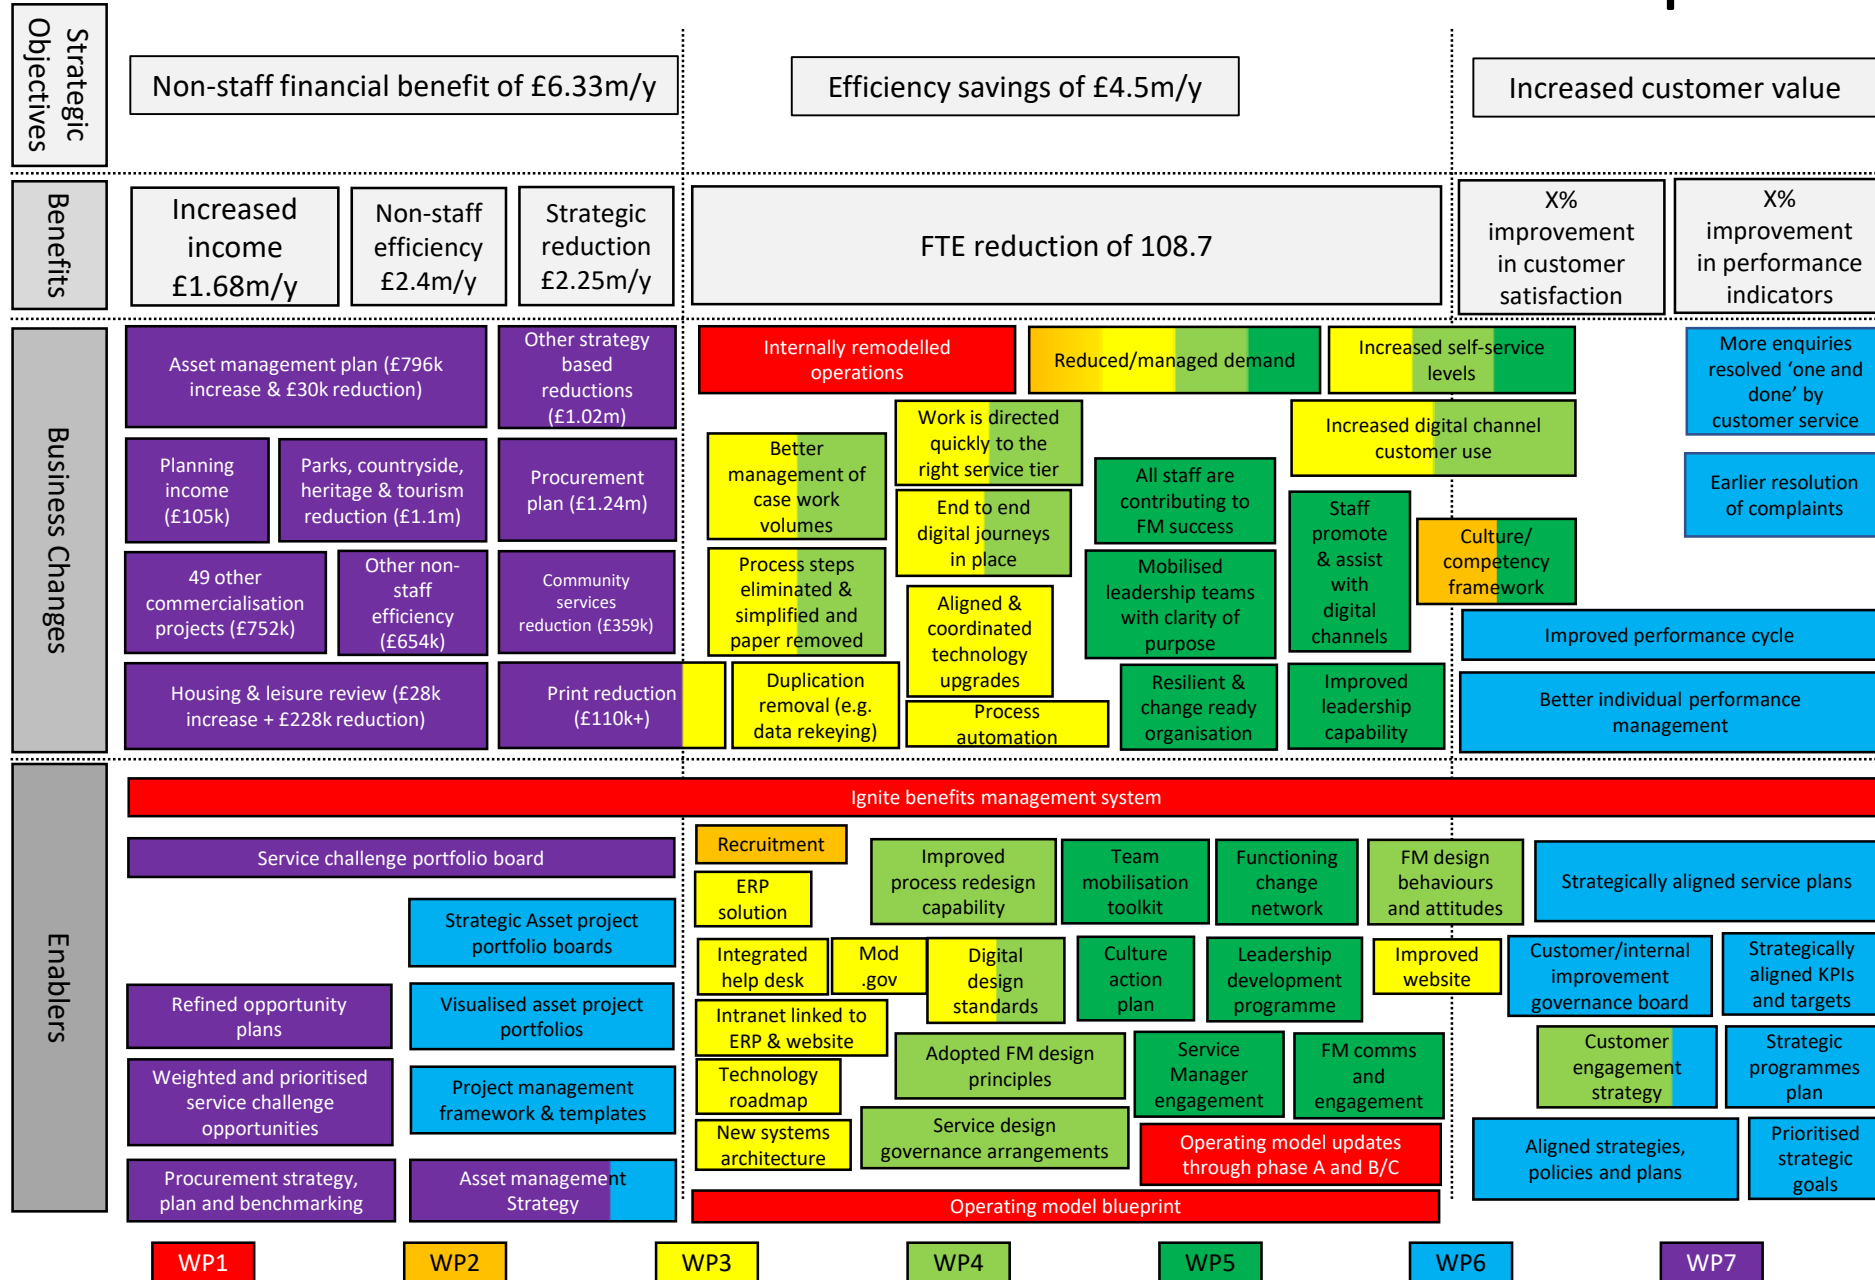 Strategic
Objectives
Non-staff financial benefit of £6.33m/y
Efficiency savings of £4.5m/y
Increased customer value
Benefits
Increased
income
£1.68m/y
Non-staff
efficiency
£2.4m/y
Strategic
reduction
£2.25m/y
FTE reduction of 108.7
X%
improvement
in customer
satisfaction
X%
improvement
in performance
indicators
Business Changes
Asset management plan (£796k
increase & £30k reduction)
Other strategy
based
reductions
(£1.02m)
Planning
income
(£105k)
Parks, countryside,
heritage & tourism
reduction (£1.1m)
Procurement
plan (£1.24m)
49 other
commercialisation
projects (£752k)
Other non-
staff
efficiency
(£654k)
Community
services
reduction (£359k)
Housing & leisure review (£28k
increase + £228k reduction)
Print reduction
(£110k+)
Internally remodelled
operations
Reduced/managed demand
Increased self-service
levels
Better
management of
case work
volumes
Work is directed
quickly to the
right service tier
Increased digital channel
customer use
All staff are
contributing to
FM success
End to end
digital journeys
in place
Staff
promote
& assist
with
digital
channels
Culture/
competency
framework
Process steps
eliminated &
simplified and
paper removed
Mobilised
leadership teams
with clarity of
purpose
Aligned &
coordinated
technology
upgrades
Duplication
removal (e.g.
data rekeying)
Process
automation
Resilient &
change ready
organisation
Improved
leadership
capability
More enquiries
resolved ‘one and
done’ by
customer service
Earlier resolution
of complaints
Improved performance cycle
Better individual performance
management
Enablers
Ignite benefits management system
Service challenge portfolio board
Strategic Asset project
portfolio boards
Refined opportunity
plans
Visualised asset project
portfolios
Weighted and prioritised
service challenge
opportunities
Project management
framework & templates
Procurement strategy,
plan and benchmarking
Asset management
Strategy
Recruitment
ERP
solution
Improved
process redesign
capability
Team
mobilisation
toolkit
Functioning
change
network
FM design
behaviours
and attitudes
Strategically aligned service plans
Integrated
help desk
Mod
.gov
Digital
design
standards
Culture
action
plan
Leadership
development
programme
Improved
website
Customer/internal
improvement
governance board
Strategically
aligned KPIs
and targets
Intranet linked to
ERP & website
Adopted FM design
principles
Service
Manager
engagement
FM comms
and
engagement
Customer
engagement
strategy
Strategic
programmes
plan
Technology
roadmap
New systems
architecture
Service design
governance arrangements
Operating model updates
through phase A and B/C
Aligned strategies,
policies and plans
Prioritised
strategic
goals
Operating model blueprint
WP1
WP2
WP3
WP4
WP5
WP6
WP7